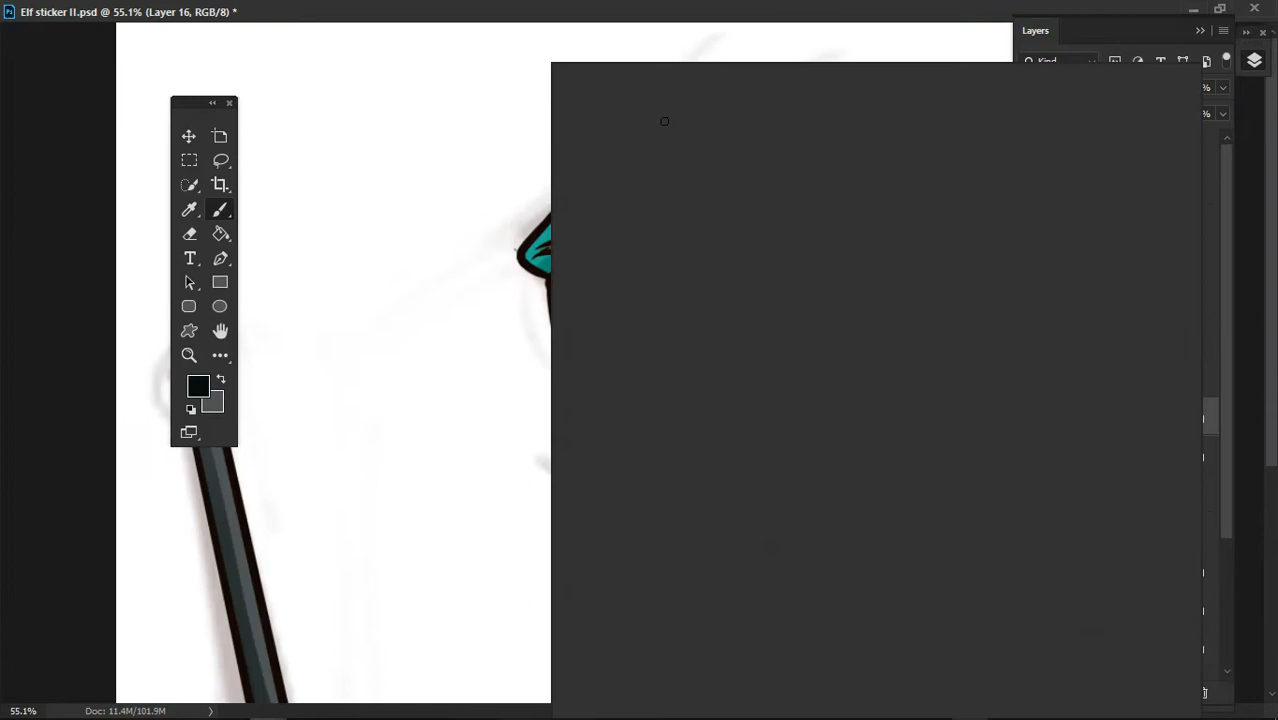 Ps Elf sticker II.psd @ 55.1% (Layer 16, RGB/8) *
Layers
Kind
%
%
T
55.1%
Doc: 11.4M/101.9M